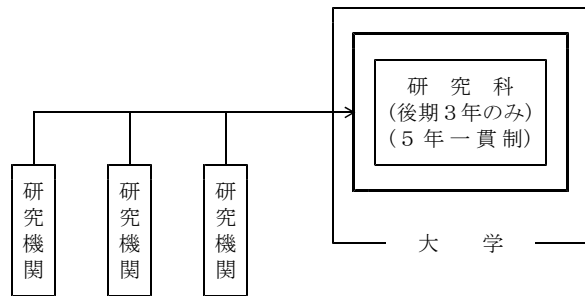 研究科
(後期3年のみ)
(5年一貫制)
研究機関
研究機関
研究機関
大学